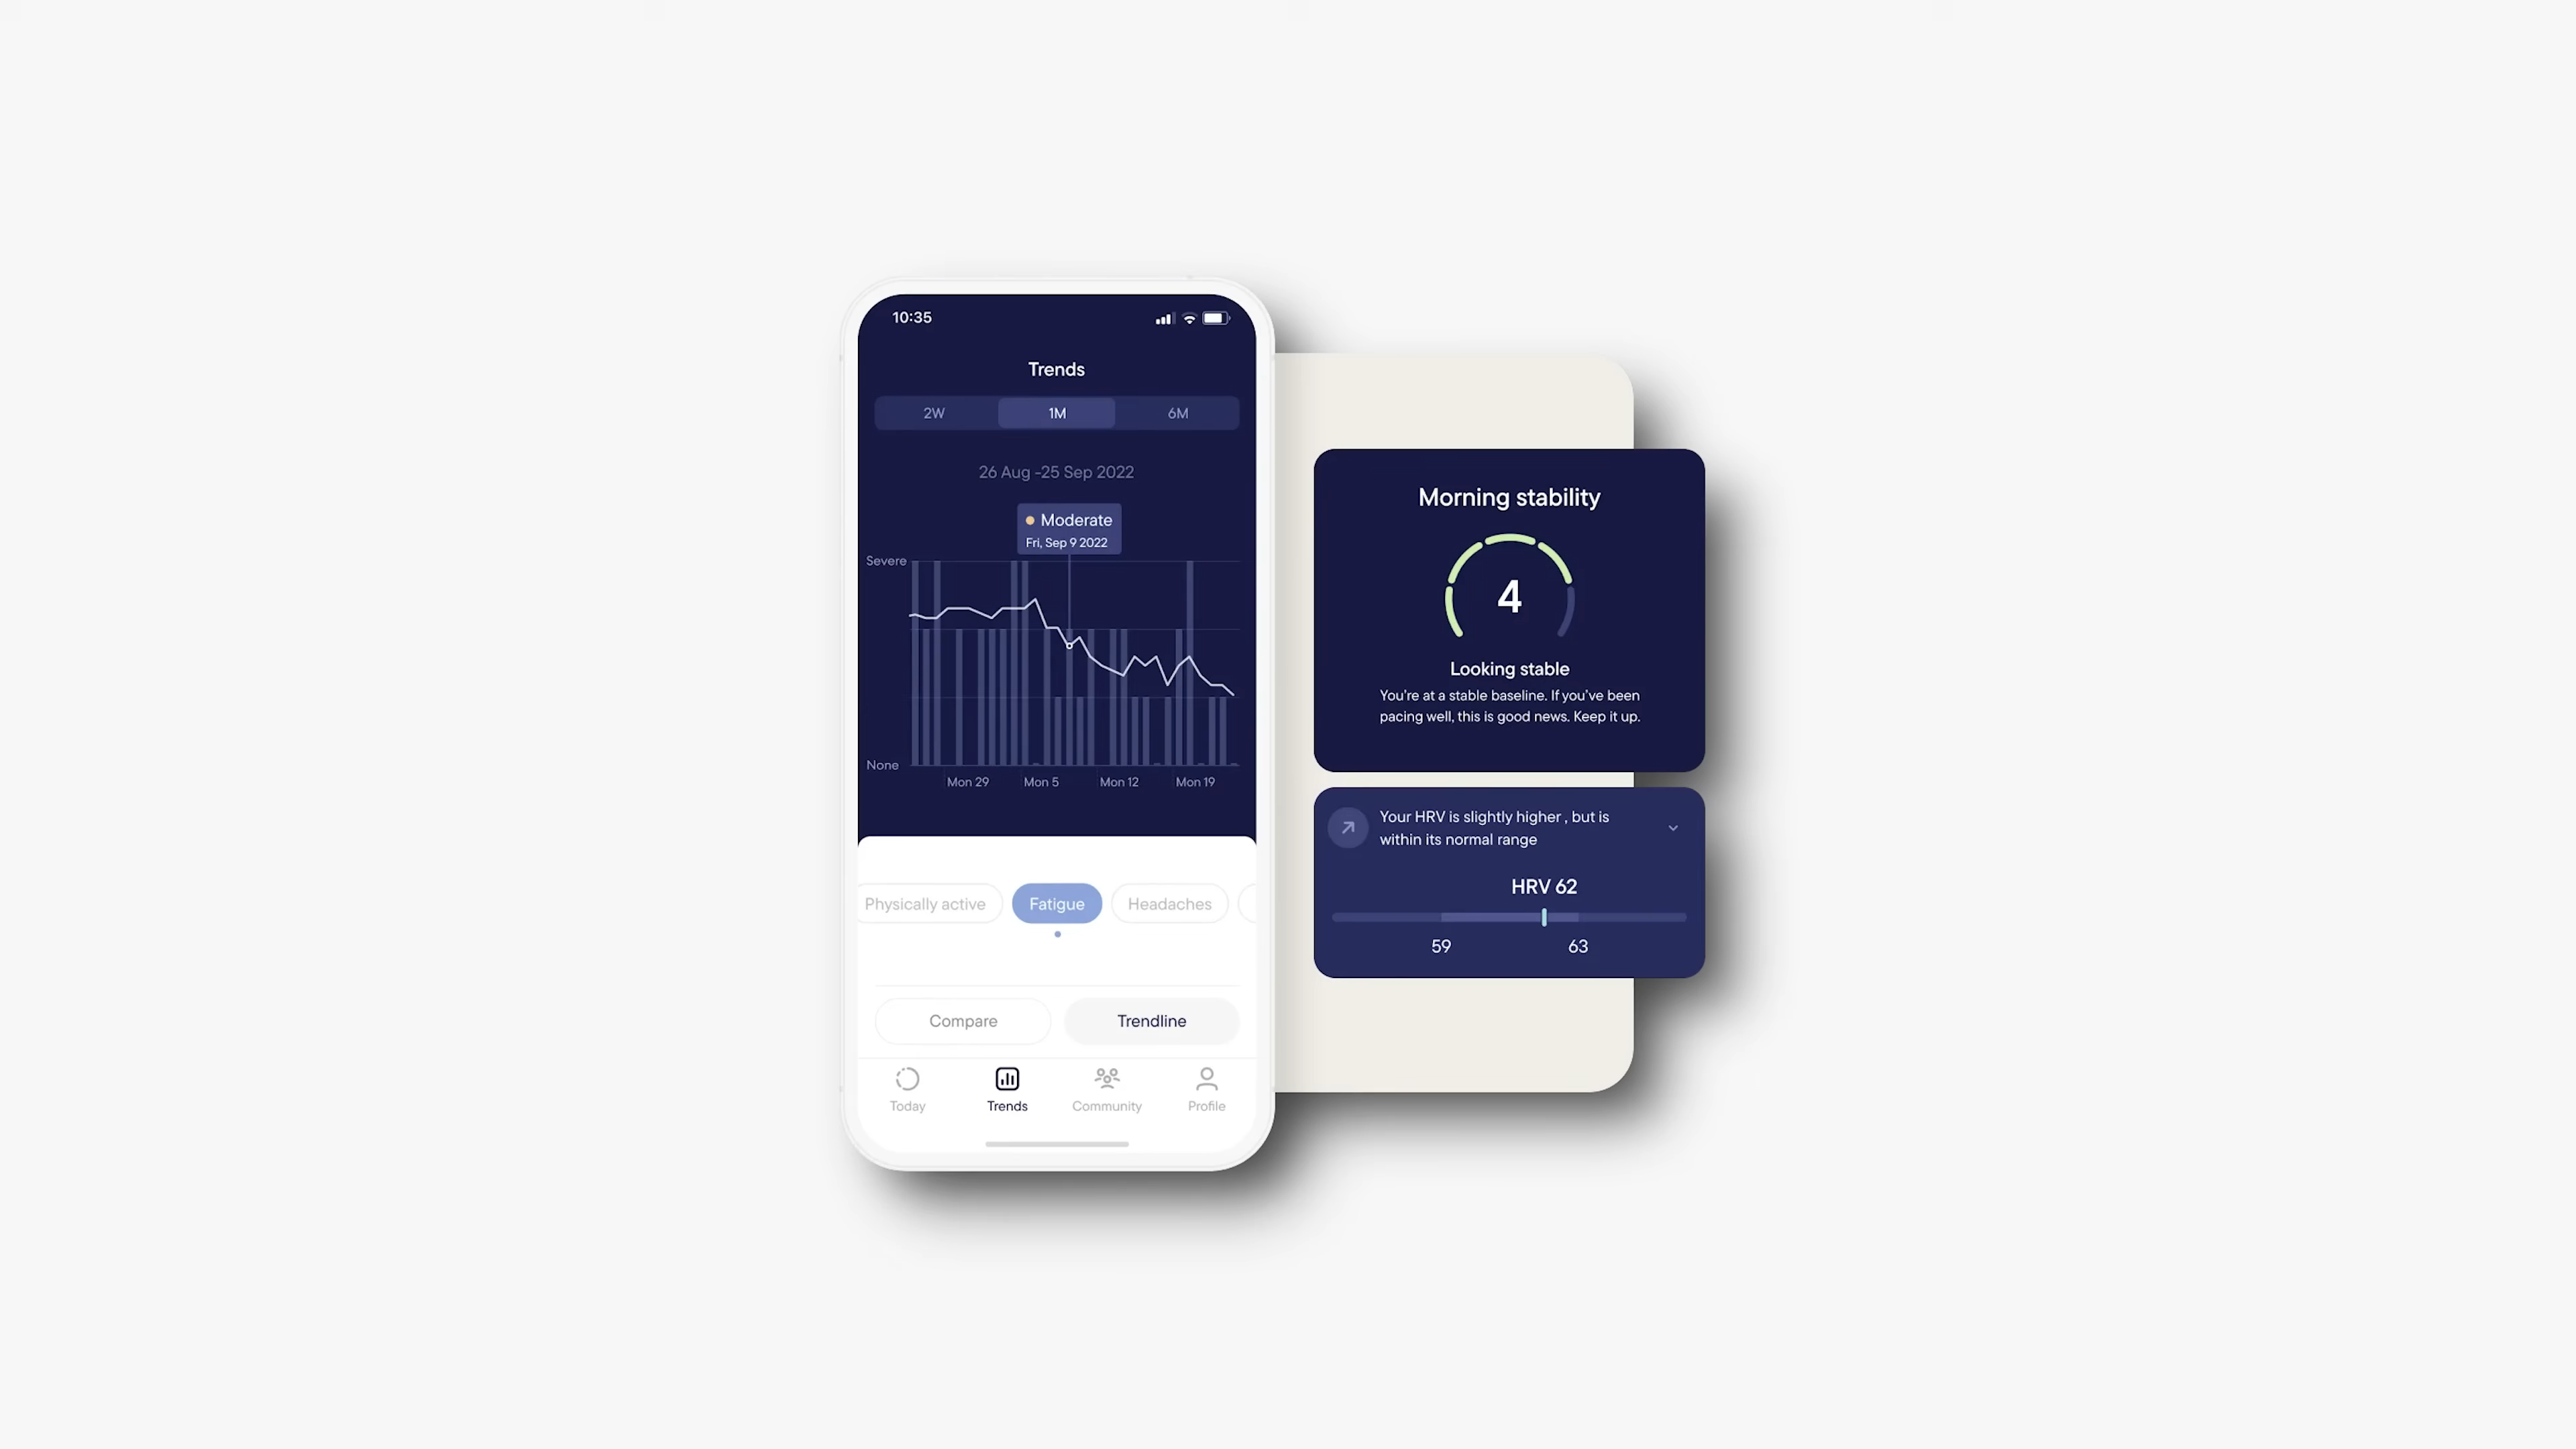 10:35
Trends
2W 1M 6M
26 Aug -25 Sep 2022
Moderate
Fri, Sep 9 2022
Severe
None
Mon 29 Mon 5 Mon 12 Mon 19
Physically active Fatigue Headaches
Compare Trendline
Today Trends Community Profile
Morning stability
4
Looking stable
You're at a stable baseline. If you've been
pacing well, this is good news. Keep it up.
Your HRV is slightly higher , but is
within its normal range
HRV 62
59 63